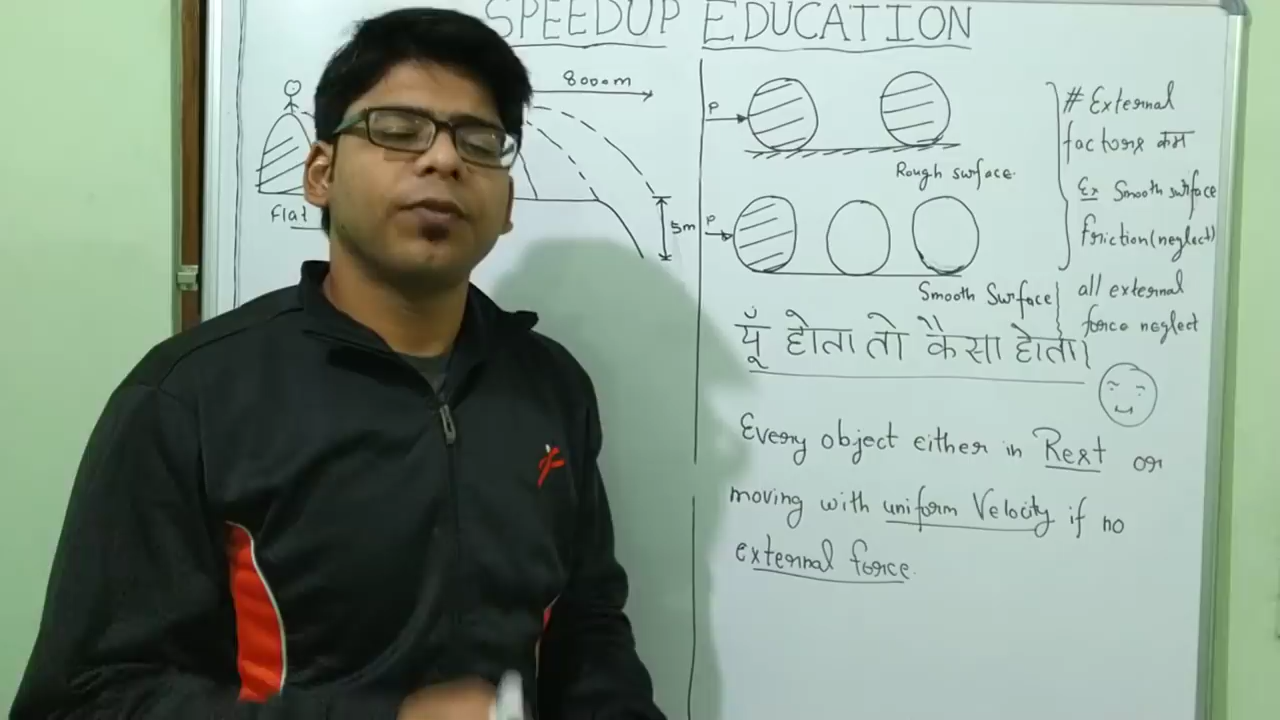 SPEEDUP EDUCATION
8000m
5m
Flat
P
Rough surface
P
Smooth Surface
# External
factors कम
Ex Smooth surface
friction(neglect)
all external
force neglect
यूँ होता तो कैसा होता।
Every object either in Rest or
moving with uniform Velocity if no
external force.